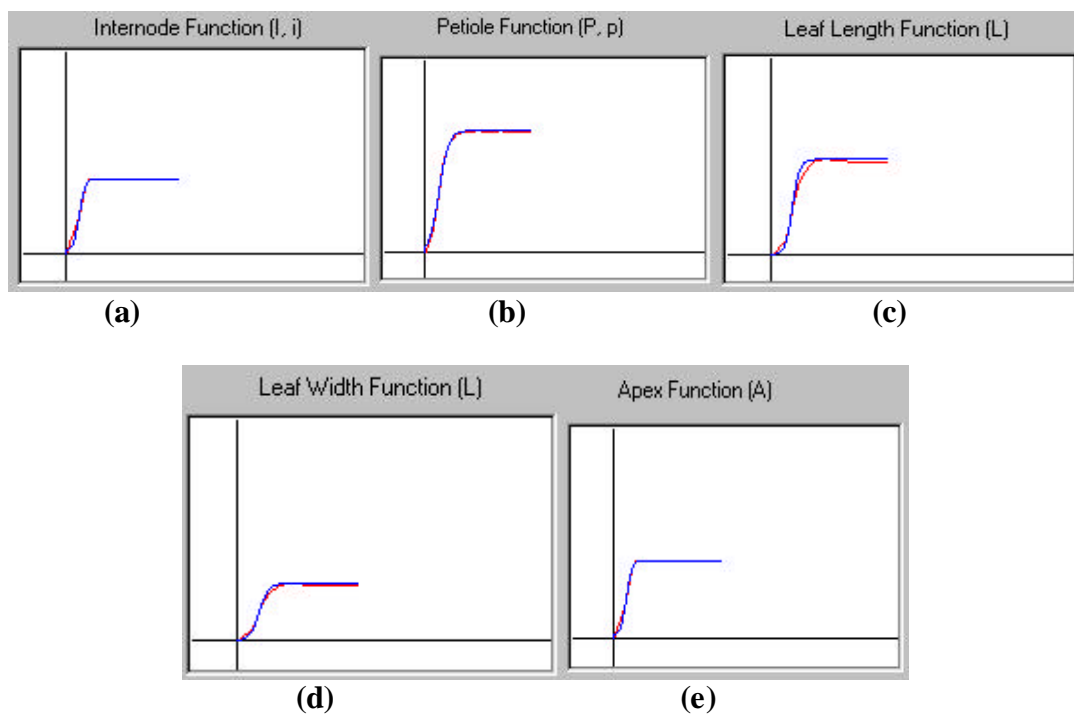 Internode Function (I, i)
Petiole Function (P, p)
Leaf Length Function (L)
(a)
(b)
(c)
Leaf Width Function (L)
Apex Function (A)
(d)
(e)